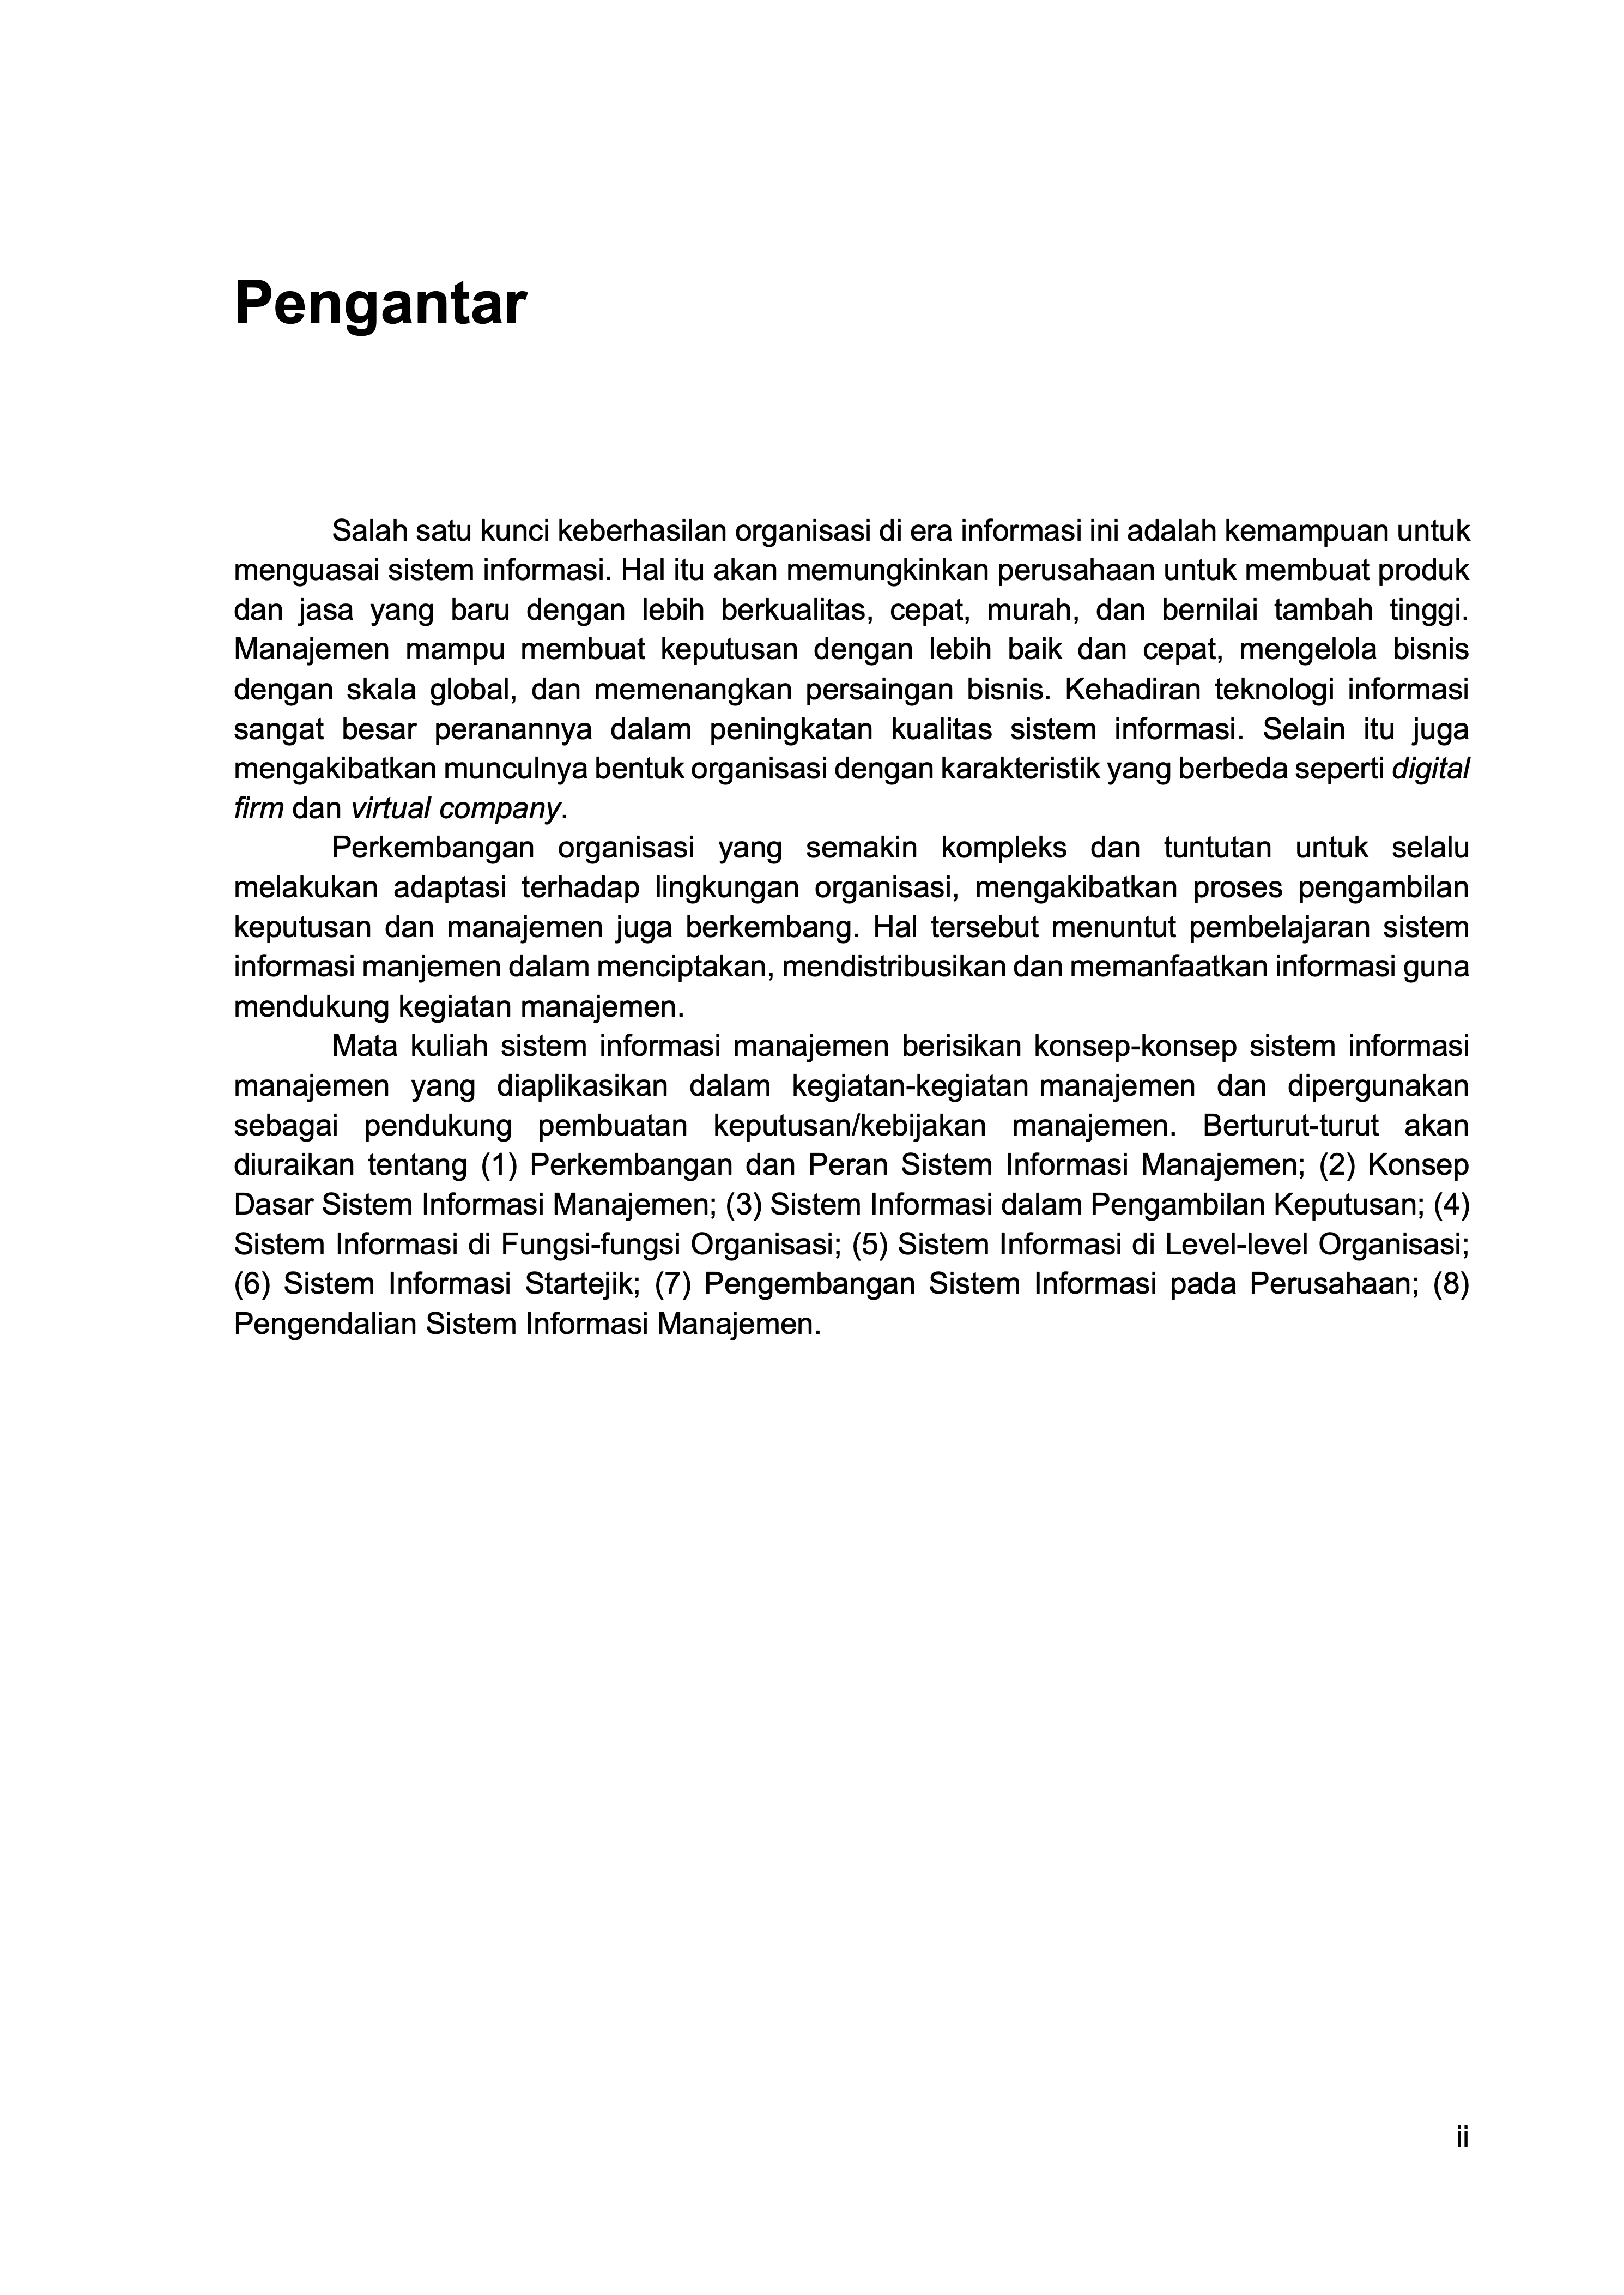 Pengantar
Salah satu kunci keberhasilan organisasi di era informasi ini adalah kemampuan untuk
menguasai sistem informasi. Hal itu akan memungkinkan perusahaan untuk membuat produk
dan jasa yang baru dengan lebih berkualitas, cepat, murah, dan bernilai tambah tinggi.
Manajemen mampu membuat keputusan dengan lebih baik dan cepat, mengelola bisnis
dengan skala global, dan memenangkan persaingan bisnis. Kehadiran teknologi informasi
sangat besar peranannya dalam peningkatan kualitas sistem informasi. Selain itu juga
mengakibatkan munculnya bentuk organisasi dengan karakteristik yang berbeda seperti digital
firm dan virtual company.
Perkembangan organisasi yang semakin kompleks dan tuntutan untuk selalu
melakukan adaptasi terhadap lingkungan organisasi, mengakibatkan proses pengambilan
keputusan dan manajemen juga berkembang. Hal tersebut menuntut pembelajaran sistem
informasi manjemen dalam menciptakan, mendistribusikan dan memanfaatkan informasi guna
mendukung kegiatan manajemen.
Mata kuliah sistem informasi manajemen berisikan konsep-konsep sistem informasi
manajemen yang diaplikasikan dalam kegiatan-kegiatan manajemen dan dipergunakan
sebagai pendukung pembuatan keputusan/kebijakan manajemen. Berturut-turut akan
diuraikan tentang (1) Perkembangan dan Peran Sistem Informasi Manajemen; (2) Konsep
Dasar Sistem Informasi Manajemen; (3) Sistem Informasi dalam Pengambilan Keputusan; (4)
Sistem Informasi di Fungsi-fungsi Organisasi; (5) Sistem Informasi di Level-level Organisasi;
(6) Sistem Informasi Startejik; (7) Pengembangan Sistem Informasi pada Perusahaan; (8)
Pengendalian Sistem Informasi Manajemen.
ii